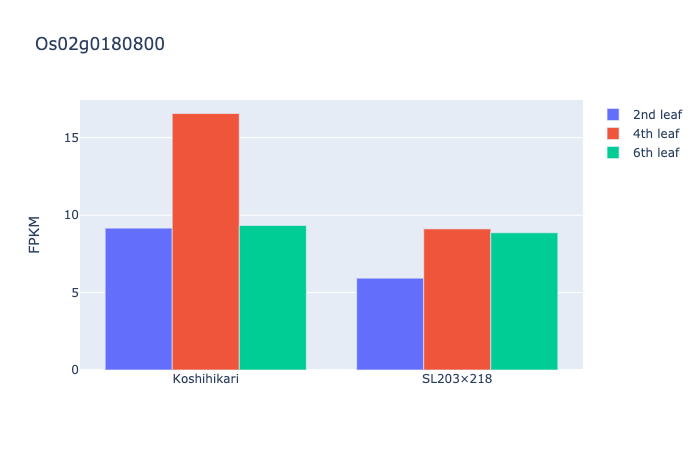 Os02g0180800
2nd leaf
4th leaf
6th leaf
15
10
5
0
FPKM
Koshihikari
SL203×218